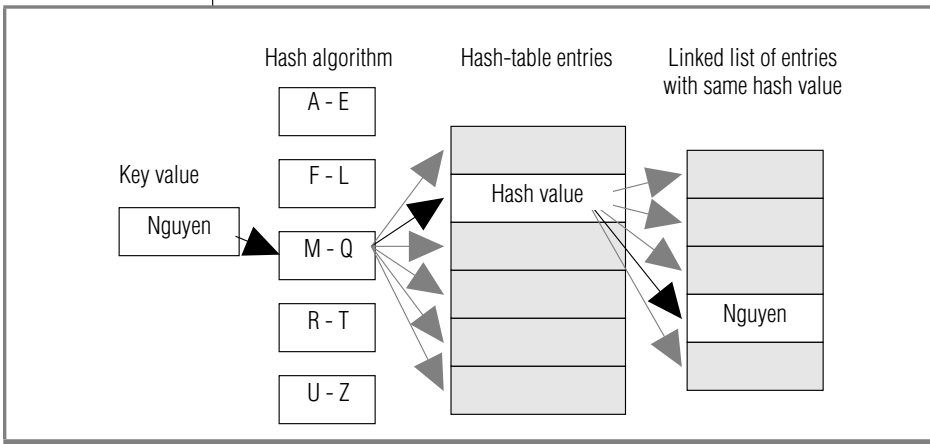 Hash algorithm
Hash-table entries
Linked list of entries
with same hash value
A - E
F - L
Key value
Hash value
Nguyen
M - Q
R - T
Nguyen
U - Z